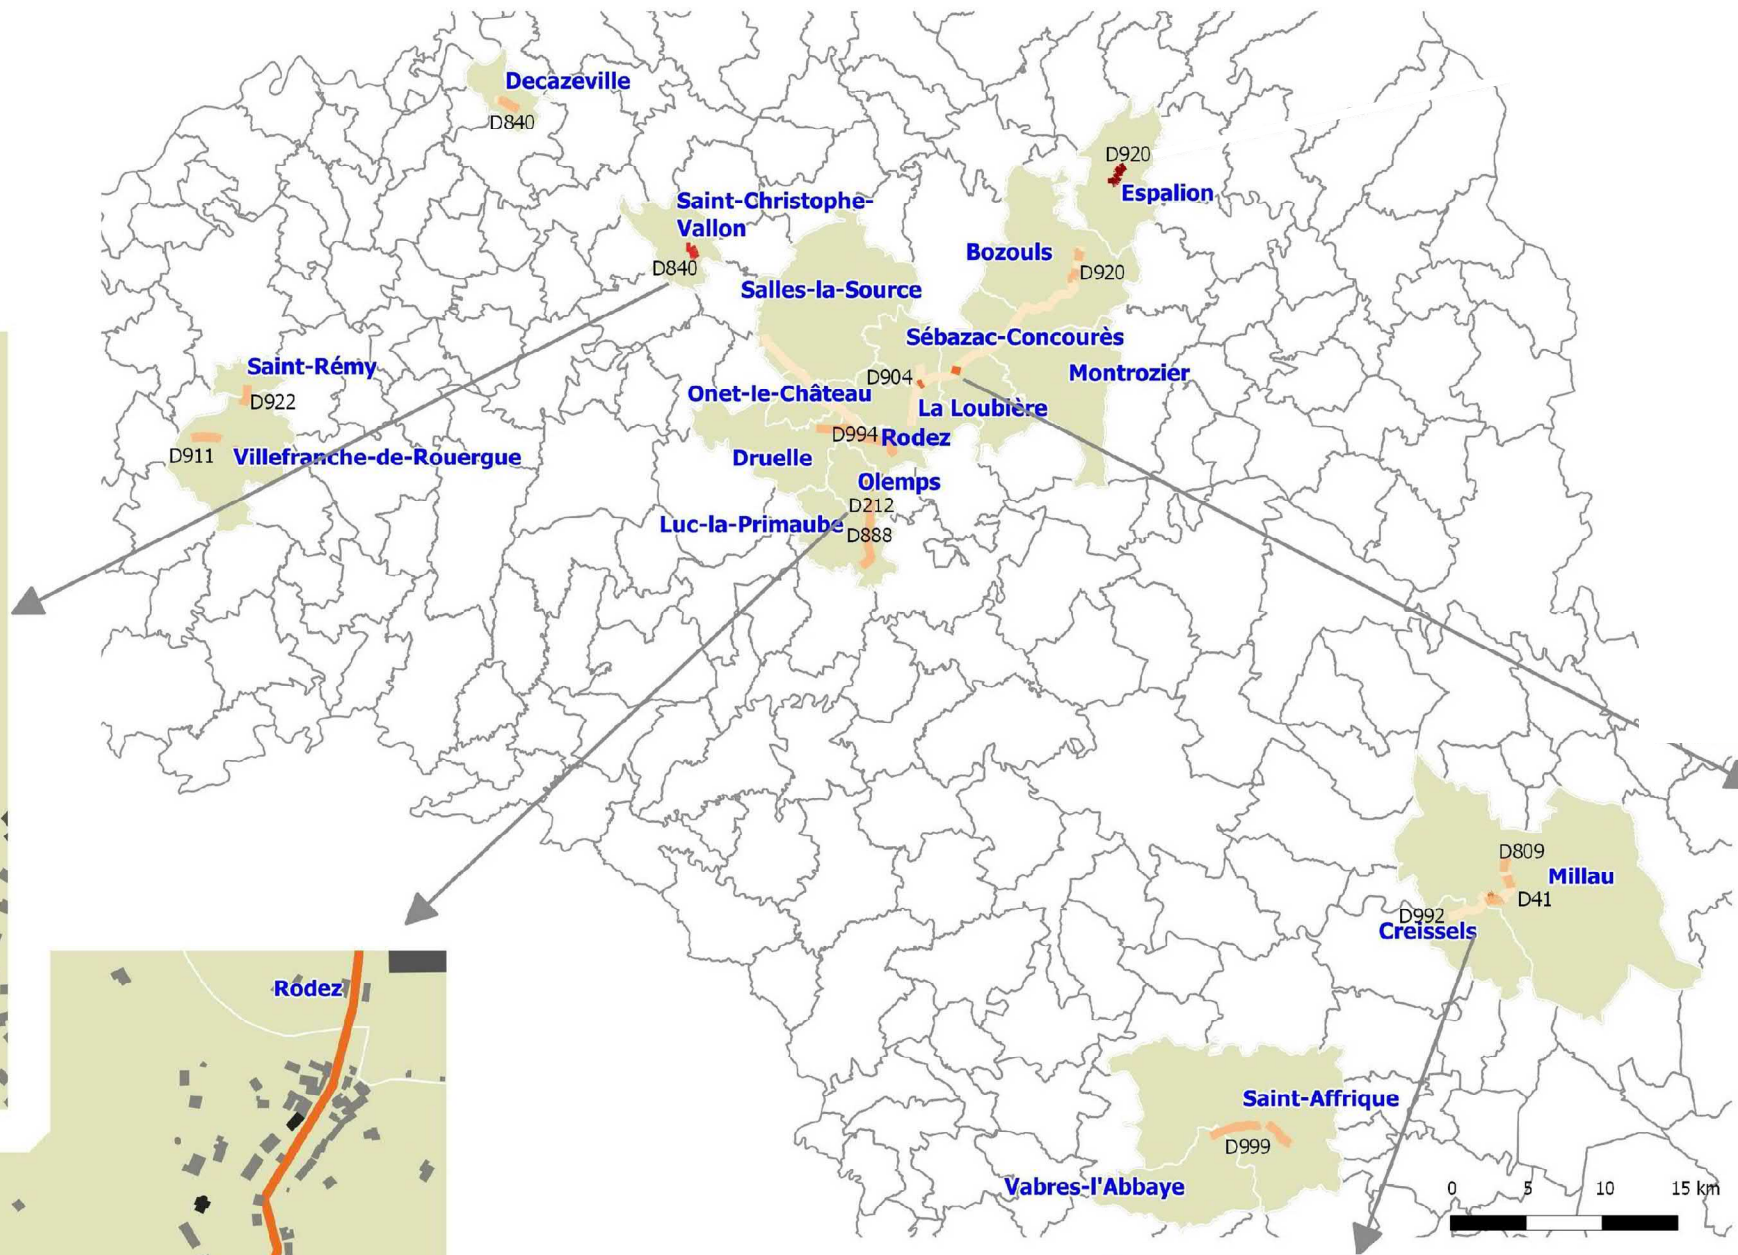 Decazeville
D840
D920
Espalion
Saint-Christophe-
Vallon
D840
Bozouls
D920
Salles-la-Source
Sébazac-Concourès
Saint-Rémy
D922
D904
Montrozier
Onet-le-Château
La Loubière
D994
Rodez
D911
Villefranche-de-Rouergue
Druelle
Olemps
D212
Luc-la-Primaube
D888
D809
Millau
D41
D992
Creissels
Rodez
Saint-Affrique
D999
Vabres-l'Abbaye
0 5 10 15 km